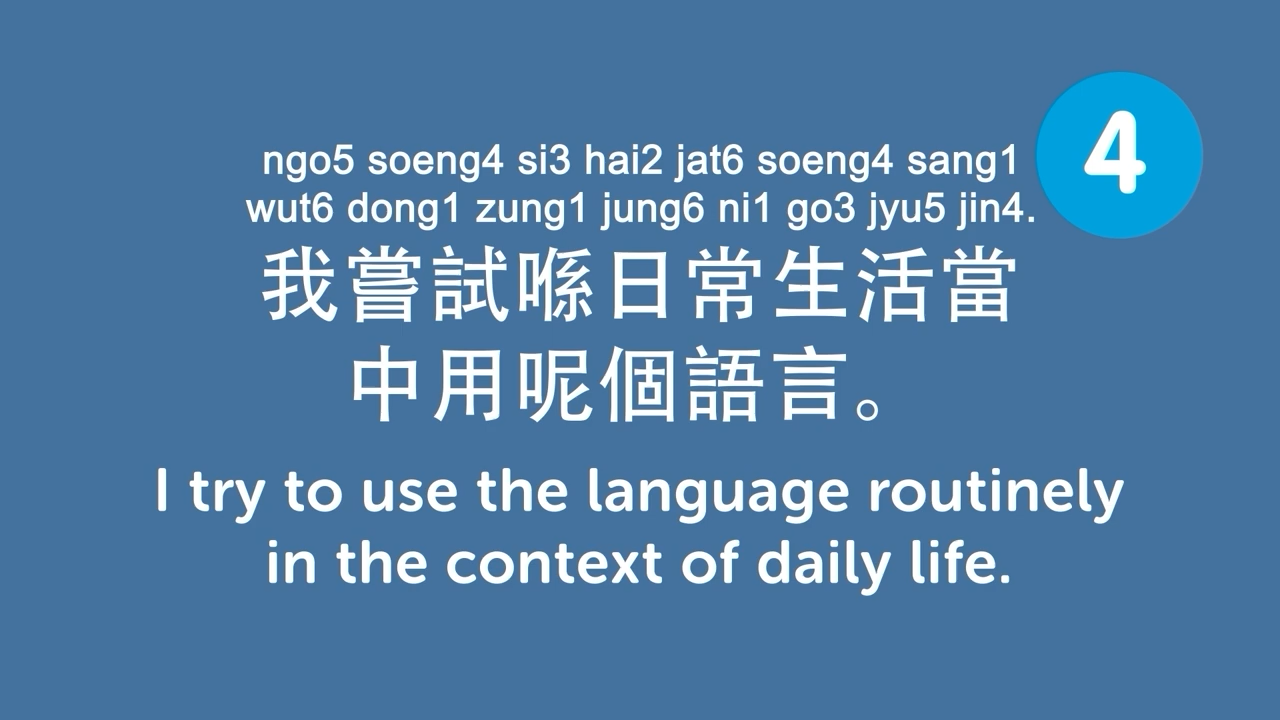 4
ngo5 soeng4 si3 hai2 jat6 soeng4 sang1
wut6 dong1 zung1 jung6 ni1 go3 jyu5 jin4.
我嘗試喺日常生活當
中用呢個語言。
I try to use the language routinely
in the context of daily life.